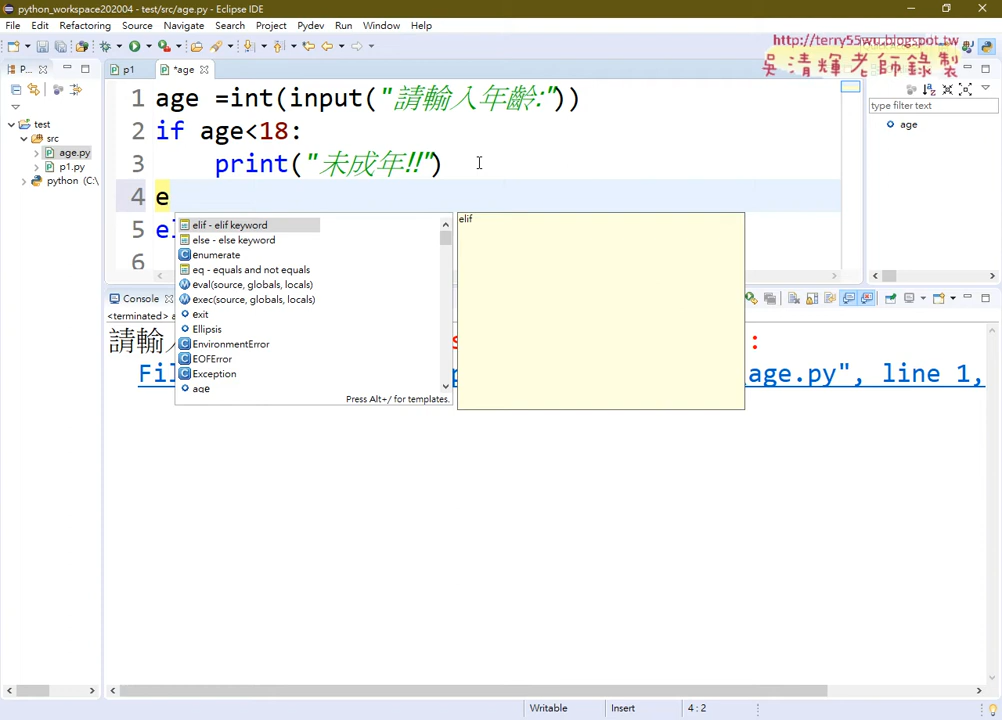 python_workspace202004 - test/src/age.py - Eclipse IDE
File Edit Refactoring Source Navigate Search Project Pydev Run Window Help
http://terry55wu.blogspot.tw
吳清輝老師錄製
P...
p1
*age
type filter text
age
test
src
age.py
p1.py
python (C:\
1 age =int(input("請輸入年齡:"))
2 if age<18:
3 print("未成年!!")
4 e
5 el
6
elif - elif keyword
else - else keyword
enumerate
eq - equals and not equals
eval(source, globals, locals)
exec(source, globals, locals)
exit
Ellipsis
EnvironmentError
EOFError
Exception
age
Press Alt+/ for templates.
elif
Console
<terminated> a
請輸
:
Fil
age.py", line 1,
Writable Insert 4 : 2